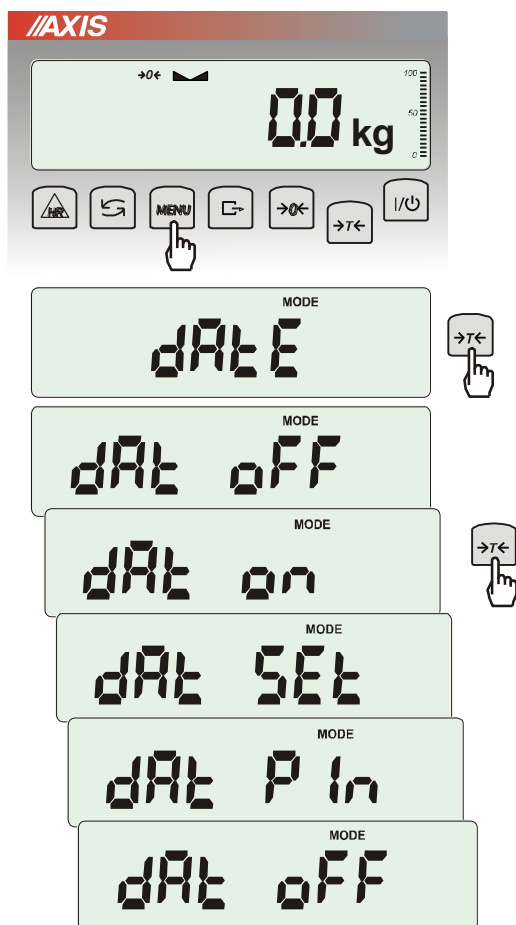 //AXIS
→0←
100
50
0
0.0 kg
HR
MENU
→0←
→T←
I/⏻
MODE
dAtE
→T←
MODE
dAt oFF
MODE
dAt on
→T←
MODE
dAt SEt
MODE
dAt PIn
MODE
dAt oFF